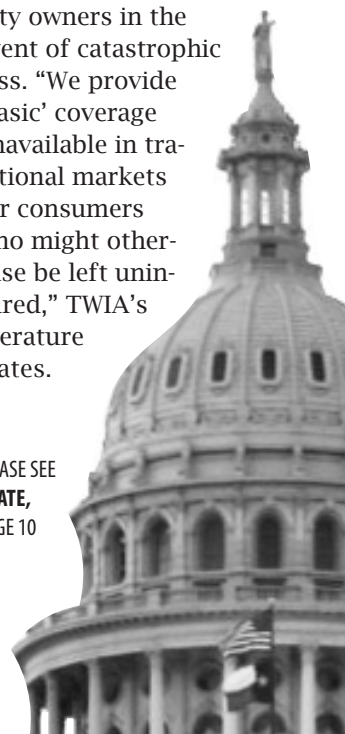 ty owners in the
vent of catastrophic
ss. “We provide
asic’ coverage
navailable in tra-
tional markets
r consumers
ho might other-
se be left unin-
red,” TWIA’s
erature
ates.
ASE SEE
ATE,
GE 10